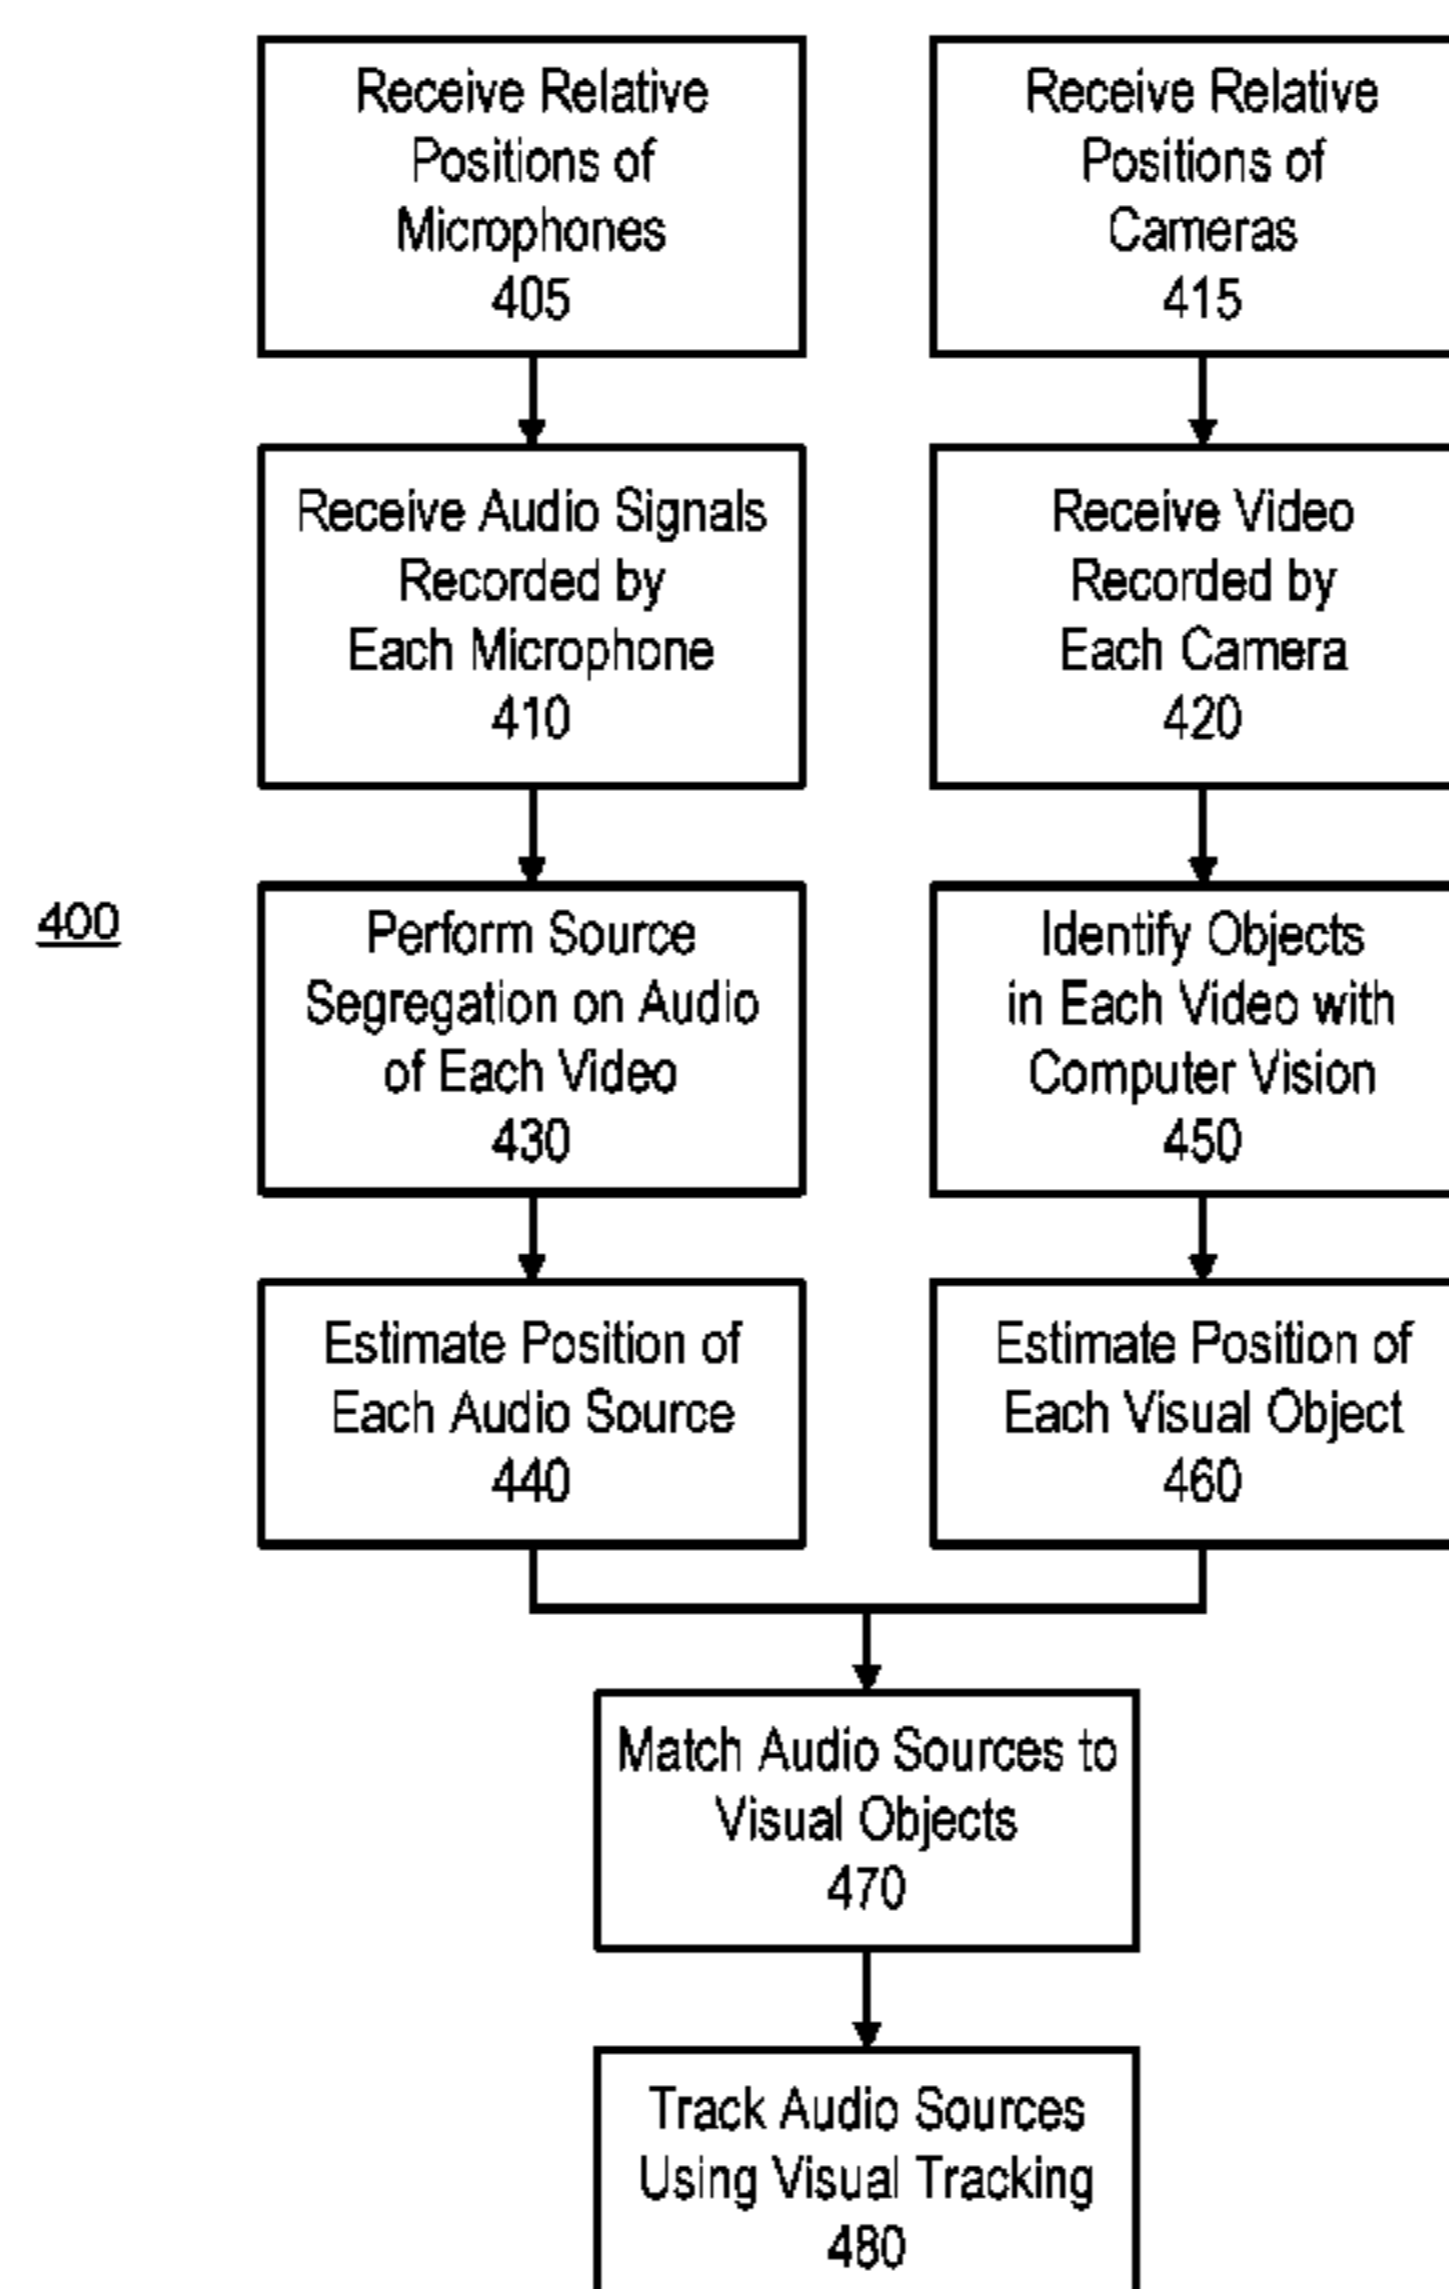 Receive Relative
Positions of
Microphones
405
Receive Relative
Positions of
Cameras
415
Receive Audio Signals
Recorded by
Each Microphone
410
Receive Video
Recorded by
Each Camera
420
400
Perform Source
Segregation on Audio
of Each Video
430
Identify Objects
in Each Video with
Computer Vision
450
Estimate Position of
Each Audio Source
440
Estimate Position of
Each Visual Object
460
Match Audio Sources to
Visual Objects
470
Track Audio Sources
Using Visual Tracking
480